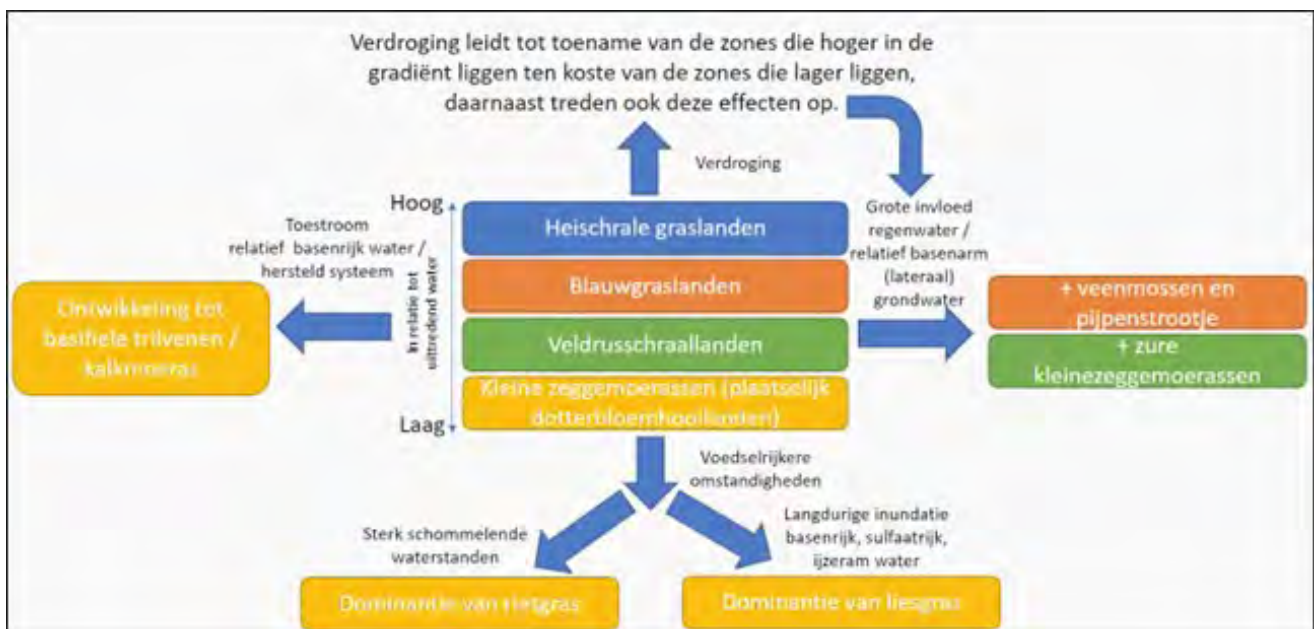 Verdroging leidt tot toename van de zones die hoger in de
gradiënt liggen ten koste van de zones die lager liggen,
daarnaast treden ook deze effecten op.
Verdroging
Hoog
Laag
In relatie tot
uittredend water
Heischrale graslanden
Blauwgraslanden
Veldrusschraallanden
Kleine zeggemoerassen (plaatselijk
dotterbloemhooilanden)
Toestroom
relatief basenrijk water /
hersteld systeem
Ontwikkeling tot
basifiele trilvenen /
kalkmoeras
Grote invloed
regenwater /
relatief basenarm
(lateraal)
grondwater
+ veenmossen en
pijpenstrootje
+ zure
kleinezeggemoerassen
Voedselrijkere
omstandigheden
Sterk schommelende
waterstanden
Langdurige inundatie
basenrijk, sulfaatrijk,
ijzeram water
Dominantie van rietgras
Dominantie van liesgras